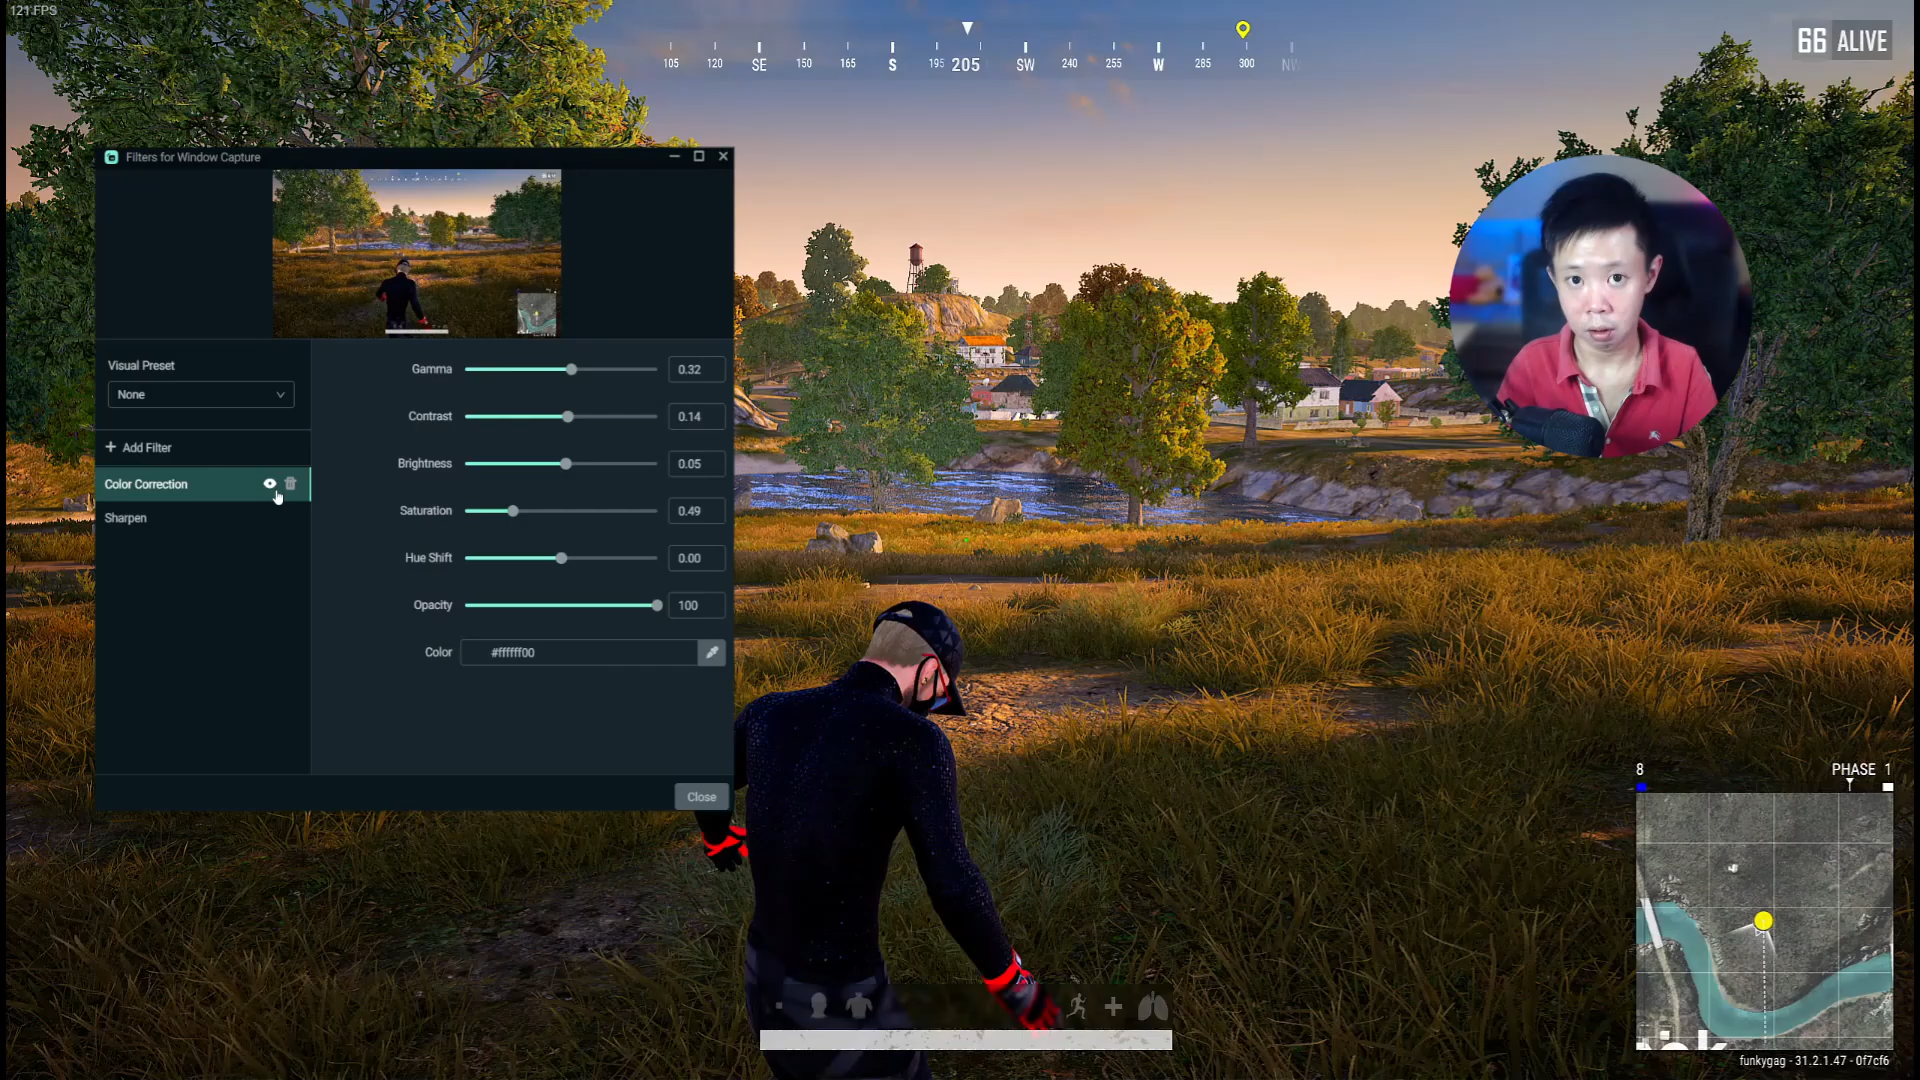 121 FPS
105 120 SE 150 165 S 195 205 SW 240 255 W 285 300 NW
66 ALIVE
Filters for Window Capture
Visual Preset
None
+ Add Filter
Color Correction
Sharpen
Gamma 0.32
Contrast 0.14
Brightness 0.05
Saturation 0.49
Hue Shift 0.00
Opacity 100
Color #ffffff00
Close
8 PHASE 1
funkygag - 31.2.1.47 - 0f7cf6